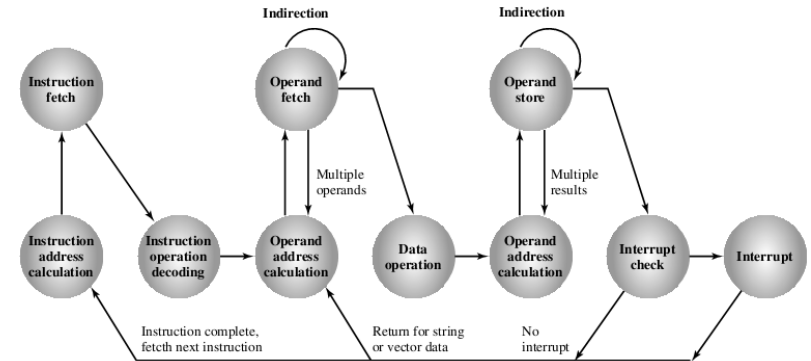 Indirection
Indirection
Instruction
fetch
Operand
fetch
Operand
store
Multiple
operands
Multiple
results
Instruction
address
calculation
Instruction
operation
decoding
Operand
address
calculation
Data
operation
Operand
address
calculation
Interrupt
check
Interrupt
Instruction complete,
fetcth next instruction
Return for string
or vector data
No
interrupt